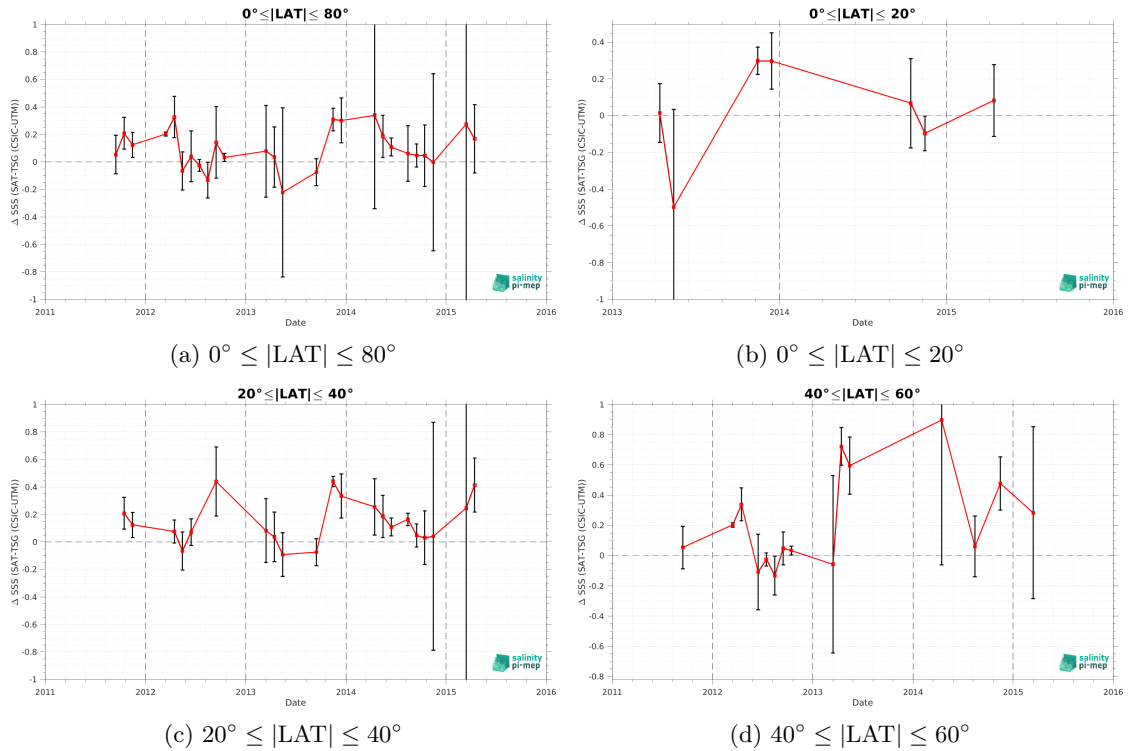 0°≤|LAT|≤ 80°
1
0.8
0.6
0.4
0.2
0
-0.2
-0.4
-0.6
-0.8
-1
Δ SSS (SAT-TSG (CSIC-UTM))
2011 2012 2013 2014 2015 2016
Date
salinity
pi-mep
(a) 0° ≤ |LAT| ≤ 80°
0°≤|LAT|≤ 20°
0.4
0.2
0
-0.2
-0.4
-0.6
-0.8
-1
Δ SSS (SAT-TSG (CSIC-UTM))
2013 2014 2015 2016
Date
salinity
pi-mep
(b) 0° ≤ |LAT| ≤ 20°
20°≤|LAT|≤ 40°
1
0.8
0.6
0.4
0.2
0
-0.2
-0.4
-0.6
-0.8
-1
Δ SSS (SAT-TSG (CSIC-UTM))
2011 2012 2013 2014 2015 2016
Date
salinity
pi-mep
(c) 20° ≤ |LAT| ≤ 40°
40°≤|LAT|≤ 60°
1
0.8
0.6
0.4
0.2
0
-0.2
-0.4
-0.6
-0.8
Δ SSS (SAT-TSG (CSIC-UTM))
2011 2012 2013 2014 2015 2016
Date
salinity
pi-mep
(d) 40° ≤ |LAT| ≤ 60°